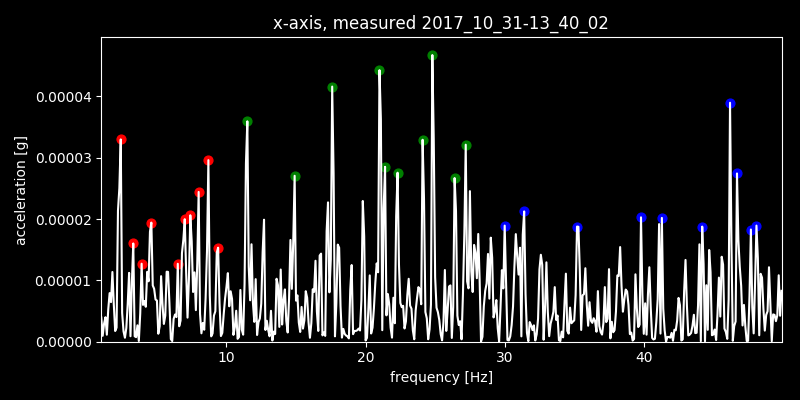 x-axis, measured 2017_10_31-13_40_02
acceleration [g]
0.00004
0.00003
0.00002
0.00001
0.00000
10 20 30 40
frequency [Hz]